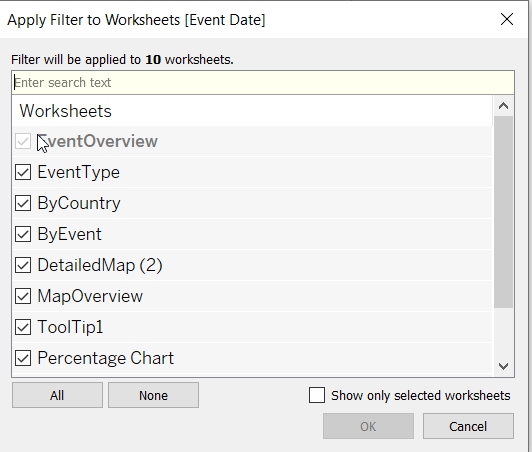 Apply Filter to Worksheets [Event Date]
Filter will be applied to 10 worksheets.
Enter search text
Worksheets
EventOverview
EventType
ByCountry
ByEvent
DetailedMap (2)
MapOverview
ToolTip1
Percentage Chart
All None Show only selected worksheets
OK Cancel